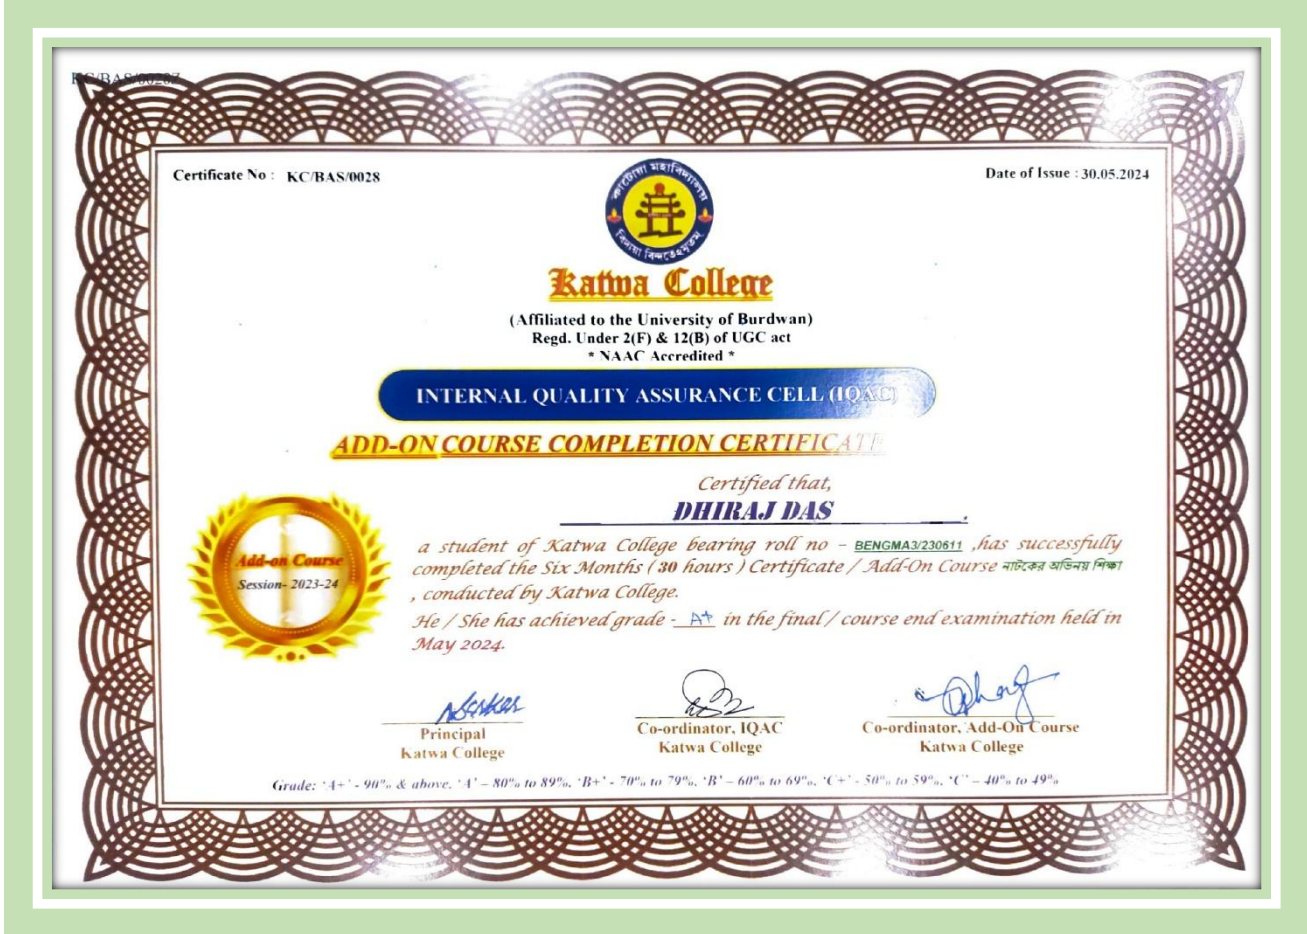 KC/BAS/0028
Certificate No : KC/BAS/0028
Date of Issue : 30.05.2024
কাটোয়া মহাবিদ্যালয়
Katwa College
(Affiliated to the University of Burdwan)
Regd. Under 2(F) & 12(B) of UGC act
* NAAC Accredited *
INTERNAL QUALITY ASSURANCE CELL (IQAC)
ADD-ON COURSE COMPLETION CERTIFICATE
Certified that,
DHIRAJ DAS .
Add-on Course
Session- 2023-24
a student of Katwa College bearing roll no – BENGMA3/230611 ,has successfully
completed the Six Months ( 30 hours ) Certificate / Add-On Course নাটকের অভিনয় শিক্ষা
, conducted by Katwa College.
He / She has achieved grade - A+ in the final / course end examination held in
May 2024.
Principal
Katwa College
Co-ordinator, IQAC
Katwa College
Co-ordinator, Add-On Course
Katwa College
Grade: 'A+' - 90% & above, 'A' – 80% to 89%, 'B+' - 70% to 79%, 'B' – 60% to 69%, 'C+' - 50% to 59%, 'C' – 40% to 49%